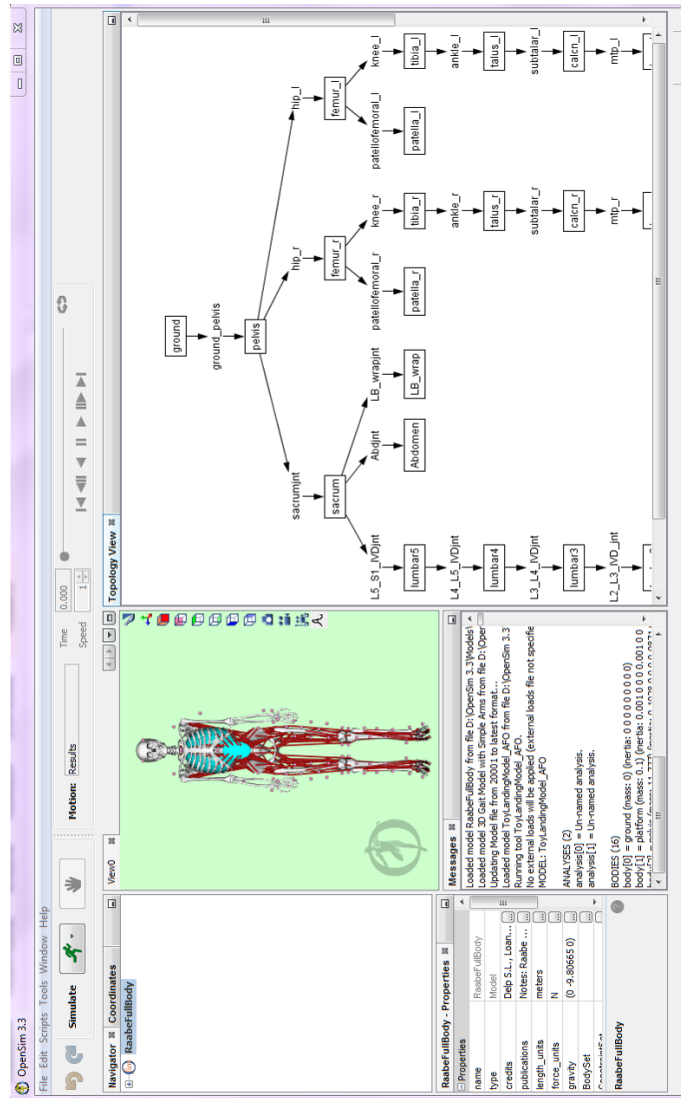 OpenSim 3.3
File Edit Scripts Tools Window Help
Simulate
Motion: Results
Time 0.000
Speed 1
Navigator Coordinates
RaabeFullBody
View0
Topology View
ground
ground_pelvis
pelvis
sacrumjnt hip_r hip_l
sacrum femur_r femur_l
L5_S1_IVDjnt Abdjnt LB_wrapjnt patellofemoral_r knee_r patellofemoral_l knee_l
lumbar5 Abdomen LB_wrap patella_r tibia_r patella_l tibia_l
L4_L5_IVDjnt ankle_r ankle_l
lumbar4 talus_r talus_l
L3_L4_IVDjnt subtalar_r subtalar_l
lumbar3 calcn_r calcn_l
L2_L3_IVD_jnt mtp_r mtp_l
RaabeFullBody - Properties
Properties
name RaabeFullBody
type Model
credits Delp S.L., Loan... ...
publications Notes: Raabe ... ...
length_units meters ...
force_units N ...
gravity (0 -9.80665 0)
BodySet ...
ConstraintSet
RaabeFullBody
Messages
Loaded model RaabeFullBody from file D:\OpenSim 3.3\Models\
Loaded model 3D Gait Model with Simple Arms from file D:\Oper
Updating Model file from 20001 to latest format...
Loaded model ToyLandingModel_AFO from file D:\OpenSim 3.3
Running tool ToyLandingModel_AFO.
No external loads will be applied (external loads file not specifie
MODEL: ToyLandingModel_AFO
ANALYSES (2)
analysis[0] = Un-named analysis.
analysis[1] = Un-named analysis.
BODIES (16)
body[0] = ground (mass: 0) (inertia: 0 0 0 0 0 0 0 0 0)
body[1] = platform (mass: 0.1) (inertia: 0.001 0 0 0 0.001 0 0